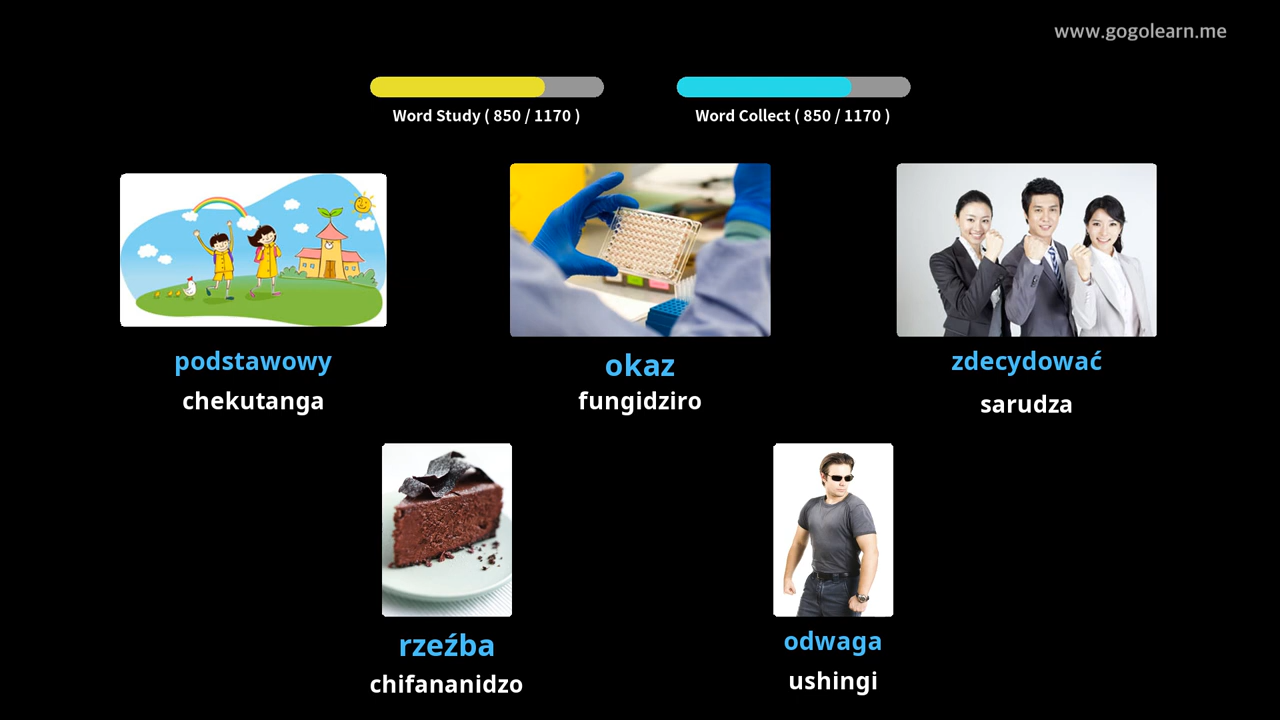 www.gogolearn.me
Word Study ( 850 / 1170 )
Word Collect ( 850 / 1170 )
podstawowy
chekutanga
okaz
fungidziro
zdecydować
sarudza
rzeźba
chifananidzo
odwaga
ushingi